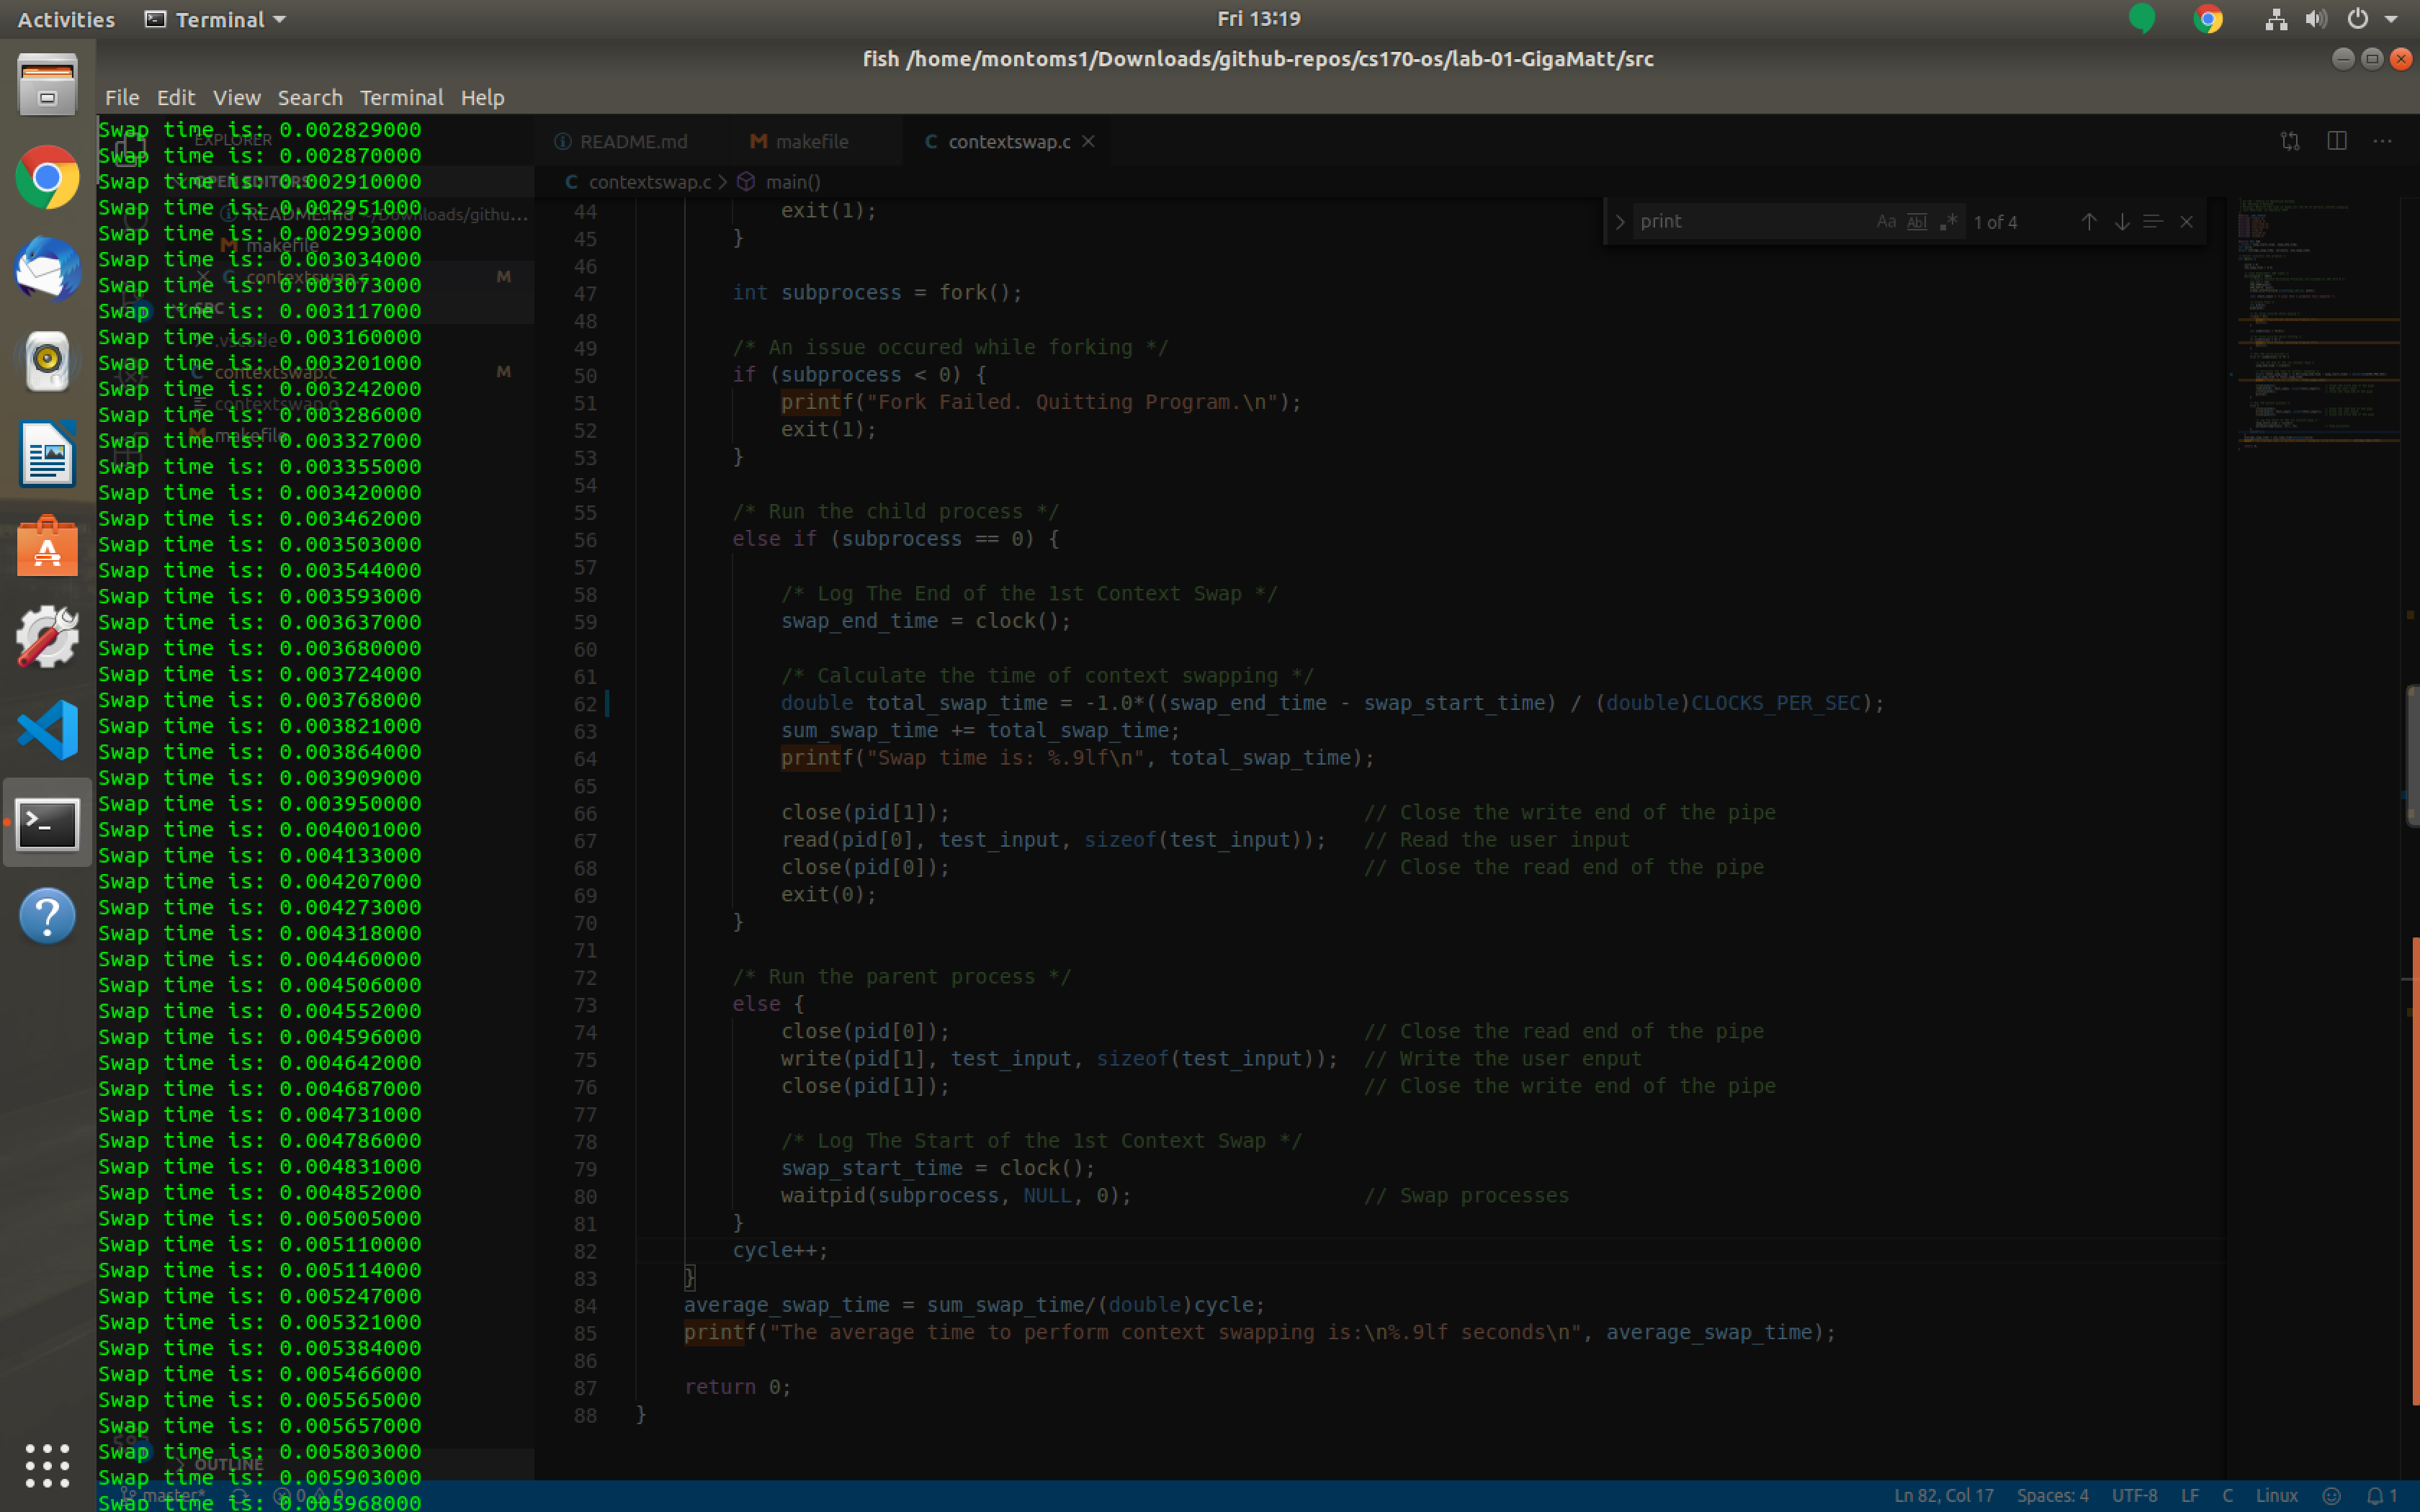 Activities Terminal Fri 13:19
fish /home/montoms1/Downloads/github-repos/cs170-os/lab-01-GigaMatt/src
File Edit View Search Terminal Help
Swap time is: 0.002829000
Swap time is: 0.002870000
Swap time is: 0.002910000
Swap time is: 0.002951000
Swap time is: 0.002993000
Swap time is: 0.003034000
Swap time is: 0.003073000
Swap time is: 0.003117000
Swap time is: 0.003160000
Swap time is: 0.003201000
Swap time is: 0.003242000
Swap time is: 0.003286000
Swap time is: 0.003327000
Swap time is: 0.003355000
Swap time is: 0.003420000
Swap time is: 0.003462000
Swap time is: 0.003503000
Swap time is: 0.003544000
Swap time is: 0.003593000
Swap time is: 0.003637000
Swap time is: 0.003680000
Swap time is: 0.003724000
Swap time is: 0.003768000
Swap time is: 0.003821000
Swap time is: 0.003864000
Swap time is: 0.003909000
Swap time is: 0.003950000
Swap time is: 0.004001000
Swap time is: 0.004133000
Swap time is: 0.004207000
Swap time is: 0.004273000
Swap time is: 0.004318000
Swap time is: 0.004460000
Swap time is: 0.004506000
Swap time is: 0.004552000
Swap time is: 0.004596000
Swap time is: 0.004642000
Swap time is: 0.004687000
Swap time is: 0.004731000
Swap time is: 0.004786000
Swap time is: 0.004831000
Swap time is: 0.004852000
Swap time is: 0.005005000
Swap time is: 0.005110000
Swap time is: 0.005114000
Swap time is: 0.005247000
Swap time is: 0.005321000
Swap time is: 0.005384000
Swap time is: 0.005466000
Swap time is: 0.005565000
Swap time is: 0.005657000
Swap time is: 0.005803000
Swap time is: 0.005903000
Swap time is: 0.005968000
EXPLORER
OPEN EDITORS
README.md ~/Downloads/githu...
makefile
contextswap.c M
SRC
.vscode
contextswap.c M
contextswap.o
makefile
OUTLINE
README.md makefile contextswap.c
contextswap.c > main()
print Aa Abl .* 1 of 4
44 exit(1);
45 }
46
47 int subprocess = fork();
48
49 /* An issue occured while forking */
50 if (subprocess < 0) {
51 printf("Fork Failed. Quitting Program.\n");
52 exit(1);
53 }
54
55 /* Run the child process */
56 else if (subprocess == 0) {
57
58 /* Log The End of the 1st Context Swap */
59 swap_end_time = clock();
60
61 /* Calculate the time of context swapping */
62 double total_swap_time = -1.0*((swap_end_time - swap_start_time) / (double)CLOCKS_PER_SEC);
63 sum_swap_time += total_swap_time;
64 printf("Swap time is: %.9lf\n", total_swap_time);
65
66 close(pid[1]); // Close the write end of the pipe
67 read(pid[0], test_input, sizeof(test_input)); // Read the user input
68 close(pid[0]); // Close the read end of the pipe
69 exit(0);
70 }
71
72 /* Run the parent process */
73 else {
74 close(pid[0]); // Close the read end of the pipe
75 write(pid[1], test_input, sizeof(test_input)); // Write the user enput
76 close(pid[1]); // Close the write end of the pipe
77
78 /* Log The Start of the 1st Context Swap */
79 swap_start_time = clock();
80 waitpid(subprocess, NULL, 0); // Swap processes
81 }
82 cycle++;
83 }
84 average_swap_time = sum_swap_time/(double)cycle;
85 printf("The average time to perform context swapping is:\n%.9lf seconds\n", average_swap_time);
86
87 return 0;
88 }
master* 0 0 Ln 82, Col 17 Spaces: 4 UTF-8 LF C Linux 1